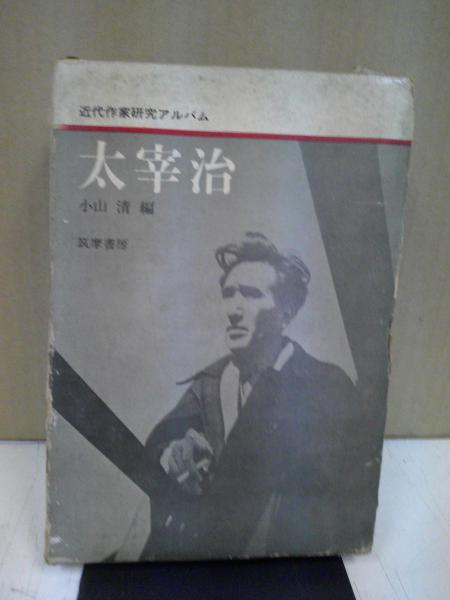 近代作家研究アルバム
太宰治
小山 清 編
筑摩書房